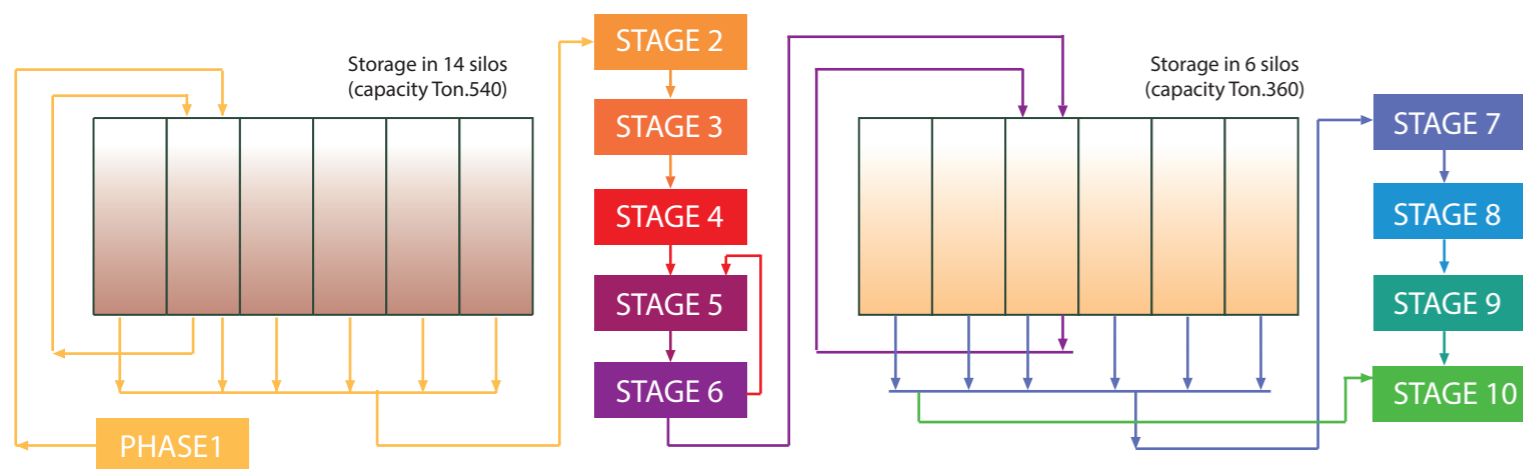 Storage in 14 silos
(capacity Ton.540)
PHASE1
STAGE 2
STAGE 3
STAGE 4
STAGE 5
STAGE 6
Storage in 6 silos
(capacity Ton.360)
STAGE 7
STAGE 8
STAGE 9
STAGE 10